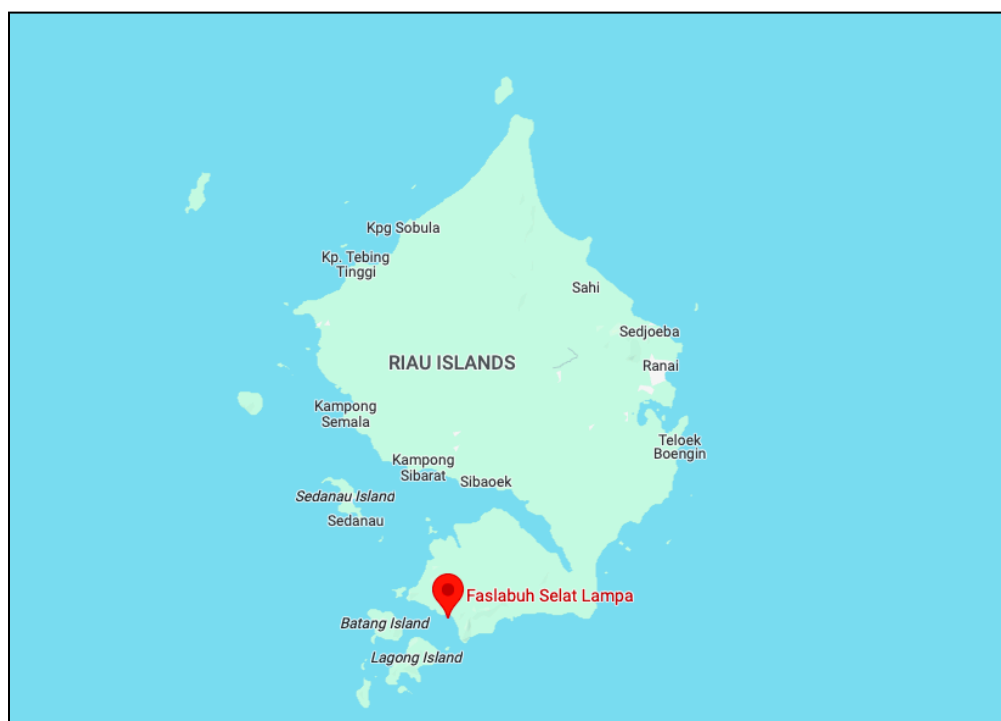 Kpg Sobula
Kp. Tebing
Tinggi
Sahi
Sedjoeba
RIAU ISLANDS
Ranai
Kampong
Semala
Teloek
Boengin
Kampong
Sibarat
Sibaoek
Sedanau Island
Sedanau
Faslabuh Selat Lampa
Batang Island
Lagong Island